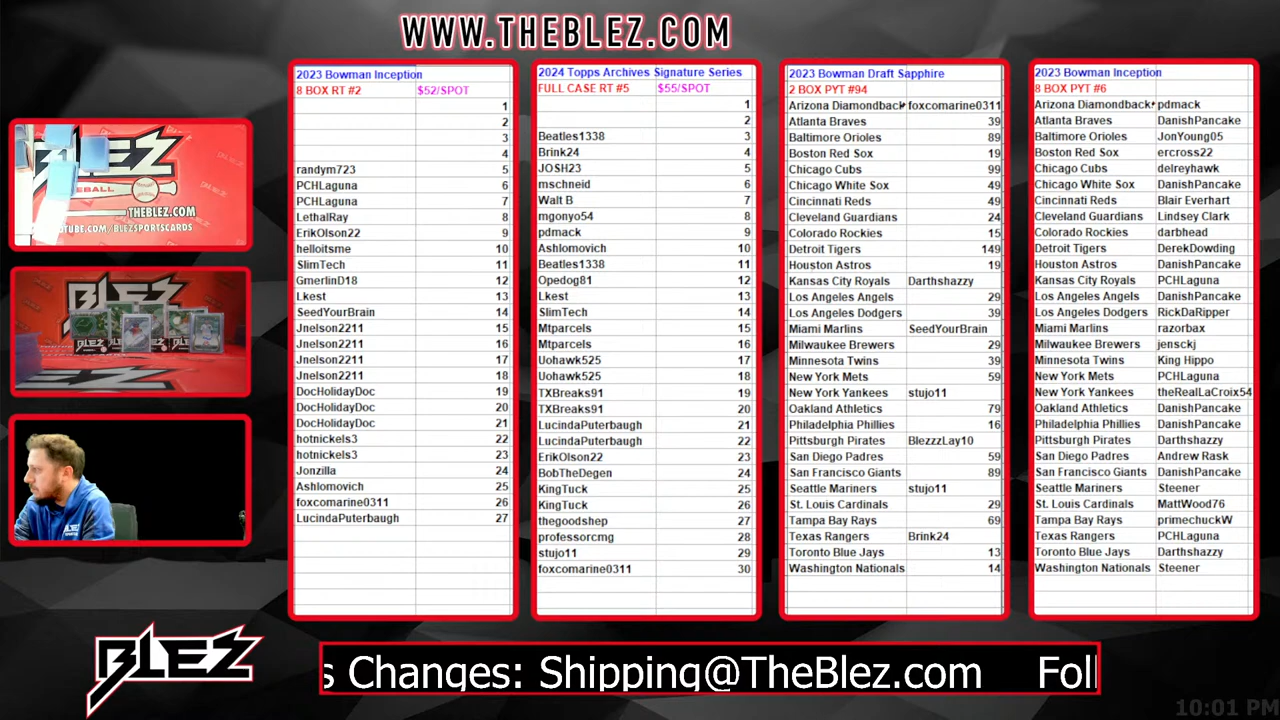 WWW.THEBLEZ.COM
2023 Bowman Inception
8 BOX RT #2 $52/SPOT
1
2
3
4
randym723 5
PCHLaguna 6
PCHLaguna 7
LethalRay 8
ErikOlson22 9
helloitsme 10
SlimTech 11
GmerlinD18 12
Lkest 13
SeedYourBrain 14
Jnelson2211 15
Jnelson2211 16
Jnelson2211 17
Jnelson2211 18
DocHolidayDoc 19
DocHolidayDoc 20
DocHolidayDoc 21
hotnickels3 22
hotnickels3 23
Jonzilla 24
Ashlomovich 25
foxcomarine0311 26
LucindaPuterbaugh 27
2024 Topps Archives Signature Series
FULL CASE RT #5 $55/SPOT
1
2
Beatles1338 3
Brink24 4
JOSH23 5
mschneid 6
Walt B 7
mgonyo54 8
pdmack 9
Ashlomovich 10
Beatles1338 11
Opedog81 12
Lkest 13
SlimTech 14
Mtparcels 15
Mtparcels 16
Uohawk525 17
Uohawk525 18
TXBreaks91 19
TXBreaks91 20
LucindaPuterbaugh 21
LucindaPuterbaugh 22
ErikOlson22 23
BobTheDegen 24
KingTuck 25
KingTuck 26
thegoodshep 27
professorcmg 28
stujo11 29
foxcomarine0311 30
2023 Bowman Draft Sapphire
2 BOX PYT #94
Arizona Diamondback foxcomarine0311
Atlanta Braves 39
Baltimore Orioles 89
Boston Red Sox 19
Chicago Cubs 99
Chicago White Sox 49
Cincinnati Reds 49
Cleveland Guardians 24
Colorado Rockies 15
Detroit Tigers 149
Houston Astros 19
Kansas City Royals Darthshazzy
Los Angeles Angels 29
Los Angeles Dodgers 39
Miami Marlins SeedYourBrain
Milwaukee Brewers 29
Minnesota Twins 39
New York Mets 59
New York Yankees stujo11
Oakland Athletics 79
Philadelphia Phillies 16
Pittsburgh Pirates BlezzzLay10
San Diego Padres 59
San Francisco Giants 89
Seattle Mariners stujo11
St. Louis Cardinals 29
Tampa Bay Rays 69
Texas Rangers Brink24
Toronto Blue Jays 13
Washington Nationals 14
2023 Bowman Inception
8 BOX PYT #6
Arizona Diamondback pdmack
Atlanta Braves DanishPancake
Baltimore Orioles JonYoung05
Boston Red Sox ercross22
Chicago Cubs delreyhawk
Chicago White Sox DanishPancake
Cincinnati Reds Blair Everhart
Cleveland Guardians Lindsey Clark
Colorado Rockies darbhead
Detroit Tigers DerekDowding
Houston Astros DanishPancake
Kansas City Royals PCHLaguna
Los Angeles Angels DanishPancake
Los Angeles Dodgers RickDaRipper
Miami Marlins razorbax
Milwaukee Brewers jensckj
Minnesota Twins King Hippo
New York Mets PCHLaguna
New York Yankees theRealLaCroix54
Oakland Athletics DanishPancake
Philadelphia Phillies DanishPancake
Pittsburgh Pirates Darthshazzy
San Diego Padres Andrew Rask
San Francisco Giants DanishPancake
Seattle Mariners Steener
St. Louis Cardinals MattWood76
Tampa Bay Rays primechuckW
Texas Rangers PCHLaguna
Toronto Blue Jays Darthshazzy
Washington Nationals Steener
BLEZ
THEBLEZ.COM
BLEZ
BLEZ
s Changes: Shipping@TheBlez.com Foll
10:01 PM